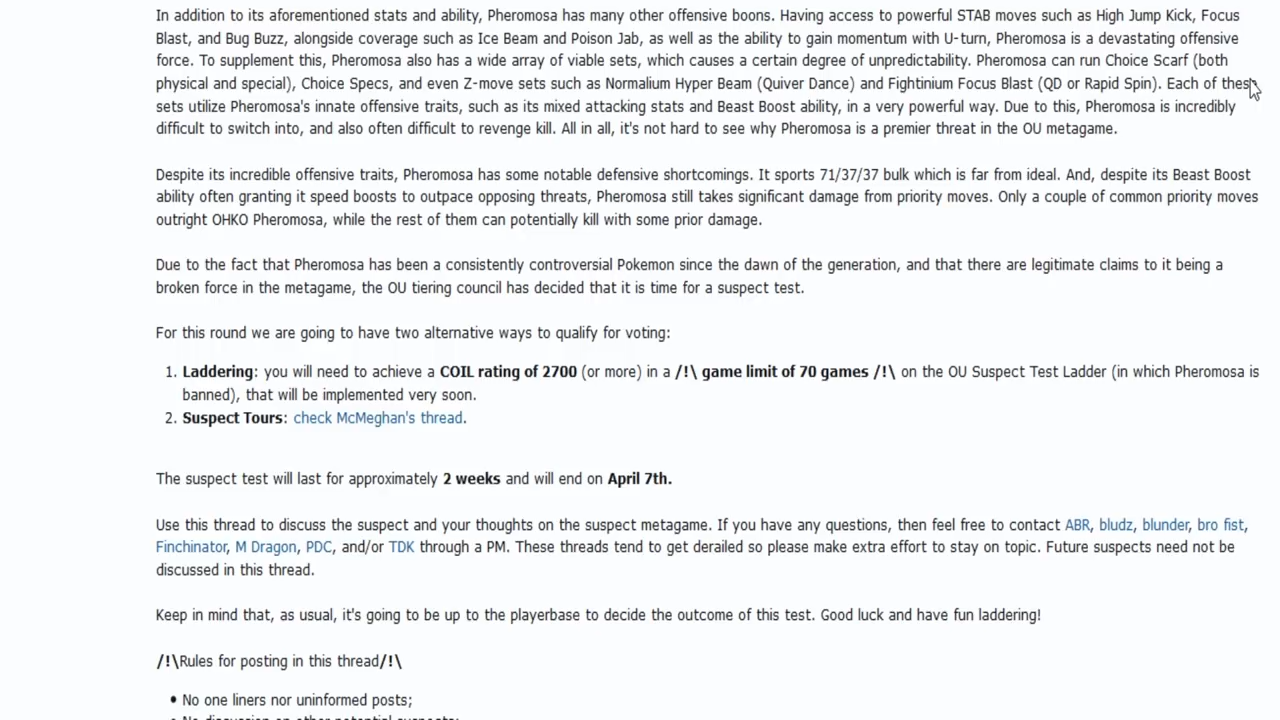 In addition to its aforementioned stats and ability, Pheromosa has many other offensive boons. Having access to powerful STAB moves such as High Jump Kick, Focus
Blast, and Bug Buzz, alongside coverage such as Ice Beam and Poison Jab, as well as the ability to gain momentum with U-turn, Pheromosa is a devastating offensive
force. To supplement this, Pheromosa also has a wide array of viable sets, which causes a certain degree of unpredictability. Pheromosa can run Choice Scarf (both
physical and special), Choice Specs, and even Z-move sets such as Normalium Hyper Beam (Quiver Dance) and Fightinium Focus Blast (QD or Rapid Spin). Each of these
sets utilize Pheromosa's innate offensive traits, such as its mixed attacking stats and Beast Boost ability, in a very powerful way. Due to this, Pheromosa is incredibly
difficult to switch into, and also often difficult to revenge kill. All in all, it's not hard to see why Pheromosa is a premier threat in the OU metagame.
Despite its incredible offensive traits, Pheromosa has some notable defensive shortcomings. It sports 71/37/37 bulk which is far from ideal. And, despite its Beast Boost
ability often granting it speed boosts to outpace opposing threats, Pheromosa still takes significant damage from priority moves. Only a couple of common priority moves
outright OHKO Pheromosa, while the rest of them can potentially kill with some prior damage.
Due to the fact that Pheromosa has been a consistently controversial Pokemon since the dawn of the generation, and that there are legitimate claims to it being a
broken force in the metagame, the OU tiering council has decided that it is time for a suspect test.
For this round we are going to have two alternative ways to qualify for voting:
1. Laddering: you will need to achieve a COIL rating of 2700 (or more) in a /!\ game limit of 70 games /!\ on the OU Suspect Test Ladder (in which Pheromosa is
banned), that will be implemented very soon.
2. Suspect Tours: check McMeghan's thread.
The suspect test will last for approximately 2 weeks and will end on April 7th.
Use this thread to discuss the suspect and your thoughts on the suspect metagame. If you have any questions, then feel free to contact ABR, bludz, blunder, bro fist,
Finchinator, M Dragon, PDC, and/or TDK through a PM. These threads tend to get derailed so please make extra effort to stay on topic. Future suspects need not be
discussed in this thread.
Keep in mind that, as usual, it's going to be up to the playerbase to decide the outcome of this test. Good luck and have fun laddering!
/!\Rules for posting in this thread/!\
• No one liners nor uninformed posts;
• No discussion on other potential suspects;